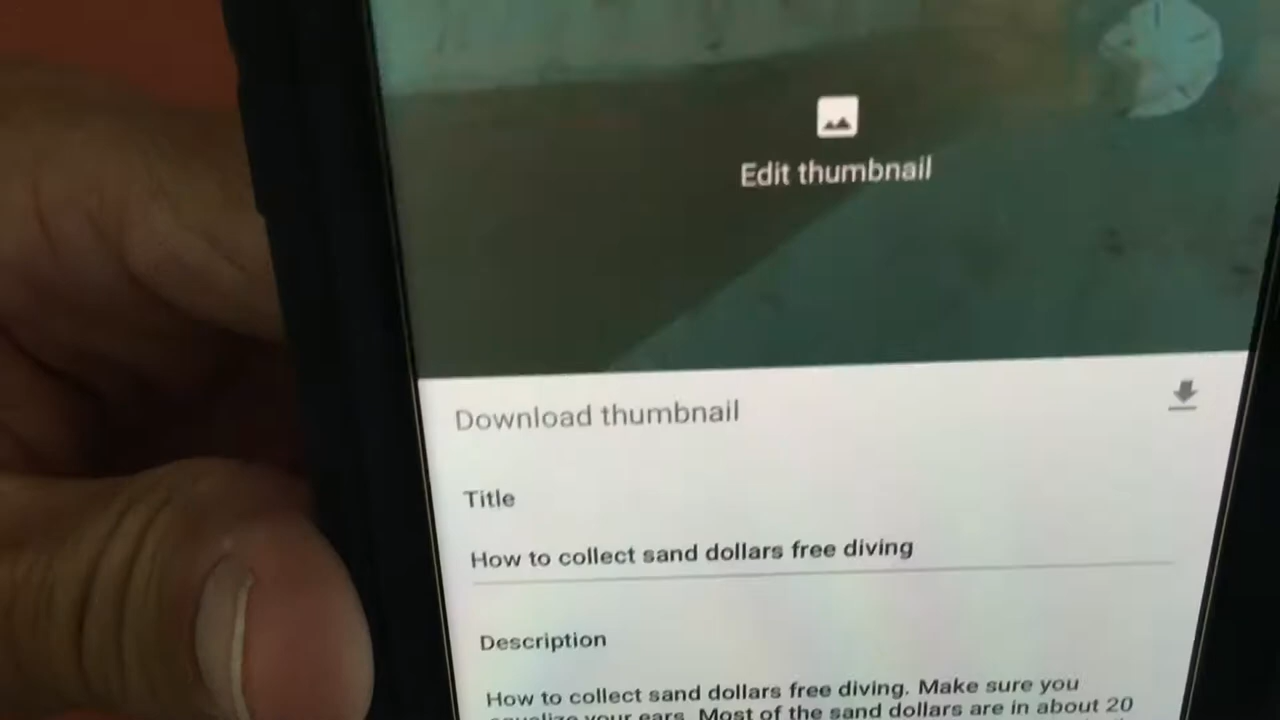 Edit thumbnail
Download thumbnail
Title
How to collect sand dollars free diving
Description
How to collect sand dollars free diving. Make sure you
equalize your ears. Most of the sand dollars are in about 20